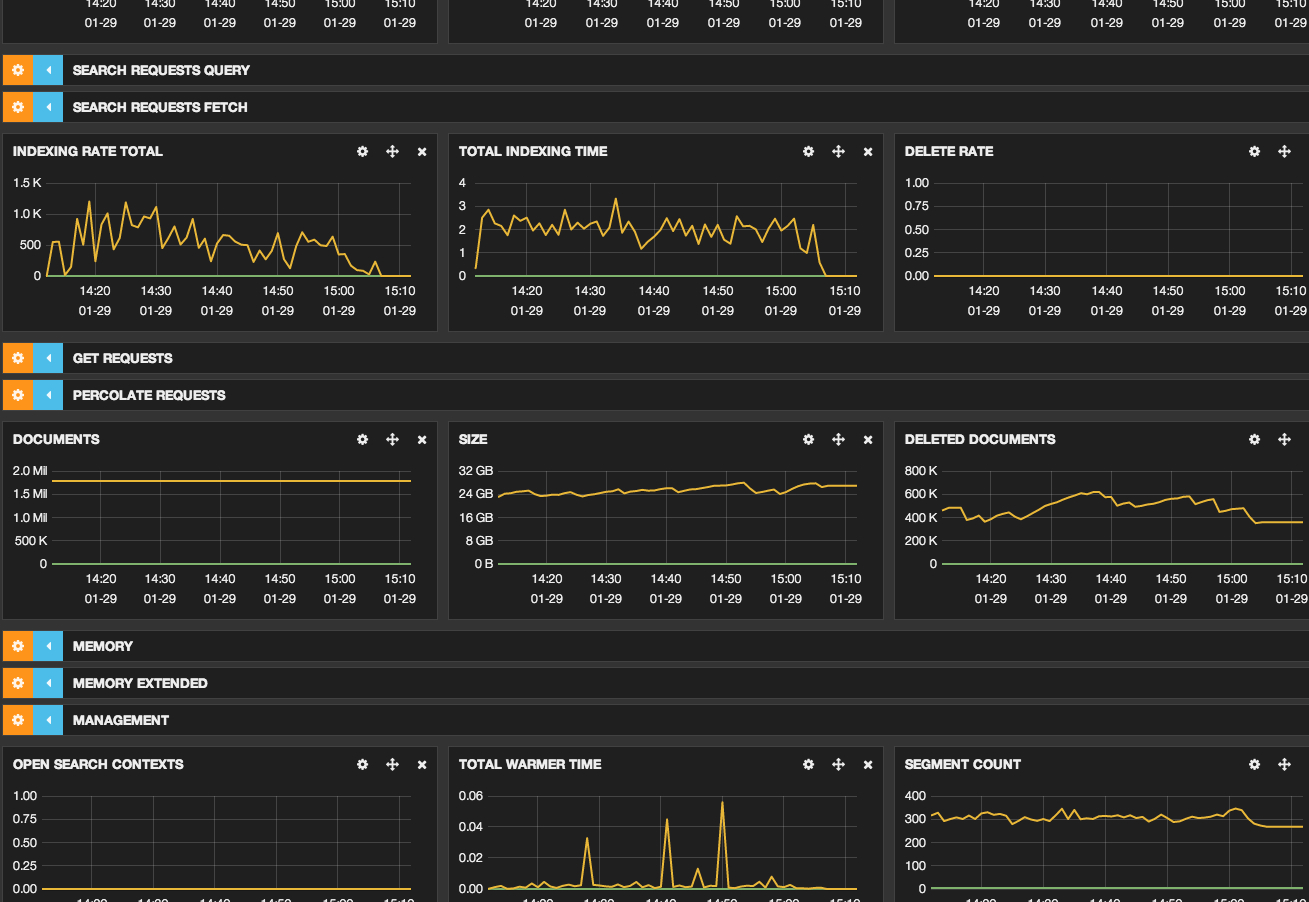 14:20 14:30 14:40 14:50 15:00 15:10 14:20 14:30 14:40 14:50 15:00 15:10 14:20 14:30 14:40 14:50 15:00 15:10
01-29 01-29 01-29 01-29 01-29 01-29 01-29 01-29 01-29 01-29 01-29 01-29 01-29 01-29 01-29 01-29 01-29 01-29
SEARCH REQUESTS QUERY
SEARCH REQUESTS FETCH
INDEXING RATE TOTAL
1.5 K
1.0 K
500
0
14:20 14:30 14:40 14:50 15:00 15:10
01-29 01-29 01-29 01-29 01-29 01-29
TOTAL INDEXING TIME
4
3
2
1
0
14:20 14:30 14:40 14:50 15:00 15:10
01-29 01-29 01-29 01-29 01-29 01-29
DELETE RATE
1.00
0.75
0.50
0.25
0.00
14:20 14:30 14:40 14:50 15:00 15:10
01-29 01-29 01-29 01-29 01-29 01-29
GET REQUESTS
PERCOLATE REQUESTS
DOCUMENTS
2.0 Mil
1.5 Mil
1.0 Mil
500 K
0
14:20 14:30 14:40 14:50 15:00 15:10
01-29 01-29 01-29 01-29 01-29 01-29
SIZE
32 GB
24 GB
16 GB
8 GB
0 B
14:20 14:30 14:40 14:50 15:00 15:10
01-29 01-29 01-29 01-29 01-29 01-29
DELETED DOCUMENTS
800 K
600 K
400 K
200 K
0
14:20 14:30 14:40 14:50 15:00 15:10
01-29 01-29 01-29 01-29 01-29 01-29
MEMORY
MEMORY EXTENDED
MANAGEMENT
OPEN SEARCH CONTEXTS
1.00
0.75
0.50
0.25
0.00
TOTAL WARMER TIME
0.06
0.04
0.02
0.00
SEGMENT COUNT
400
300
200
100
0